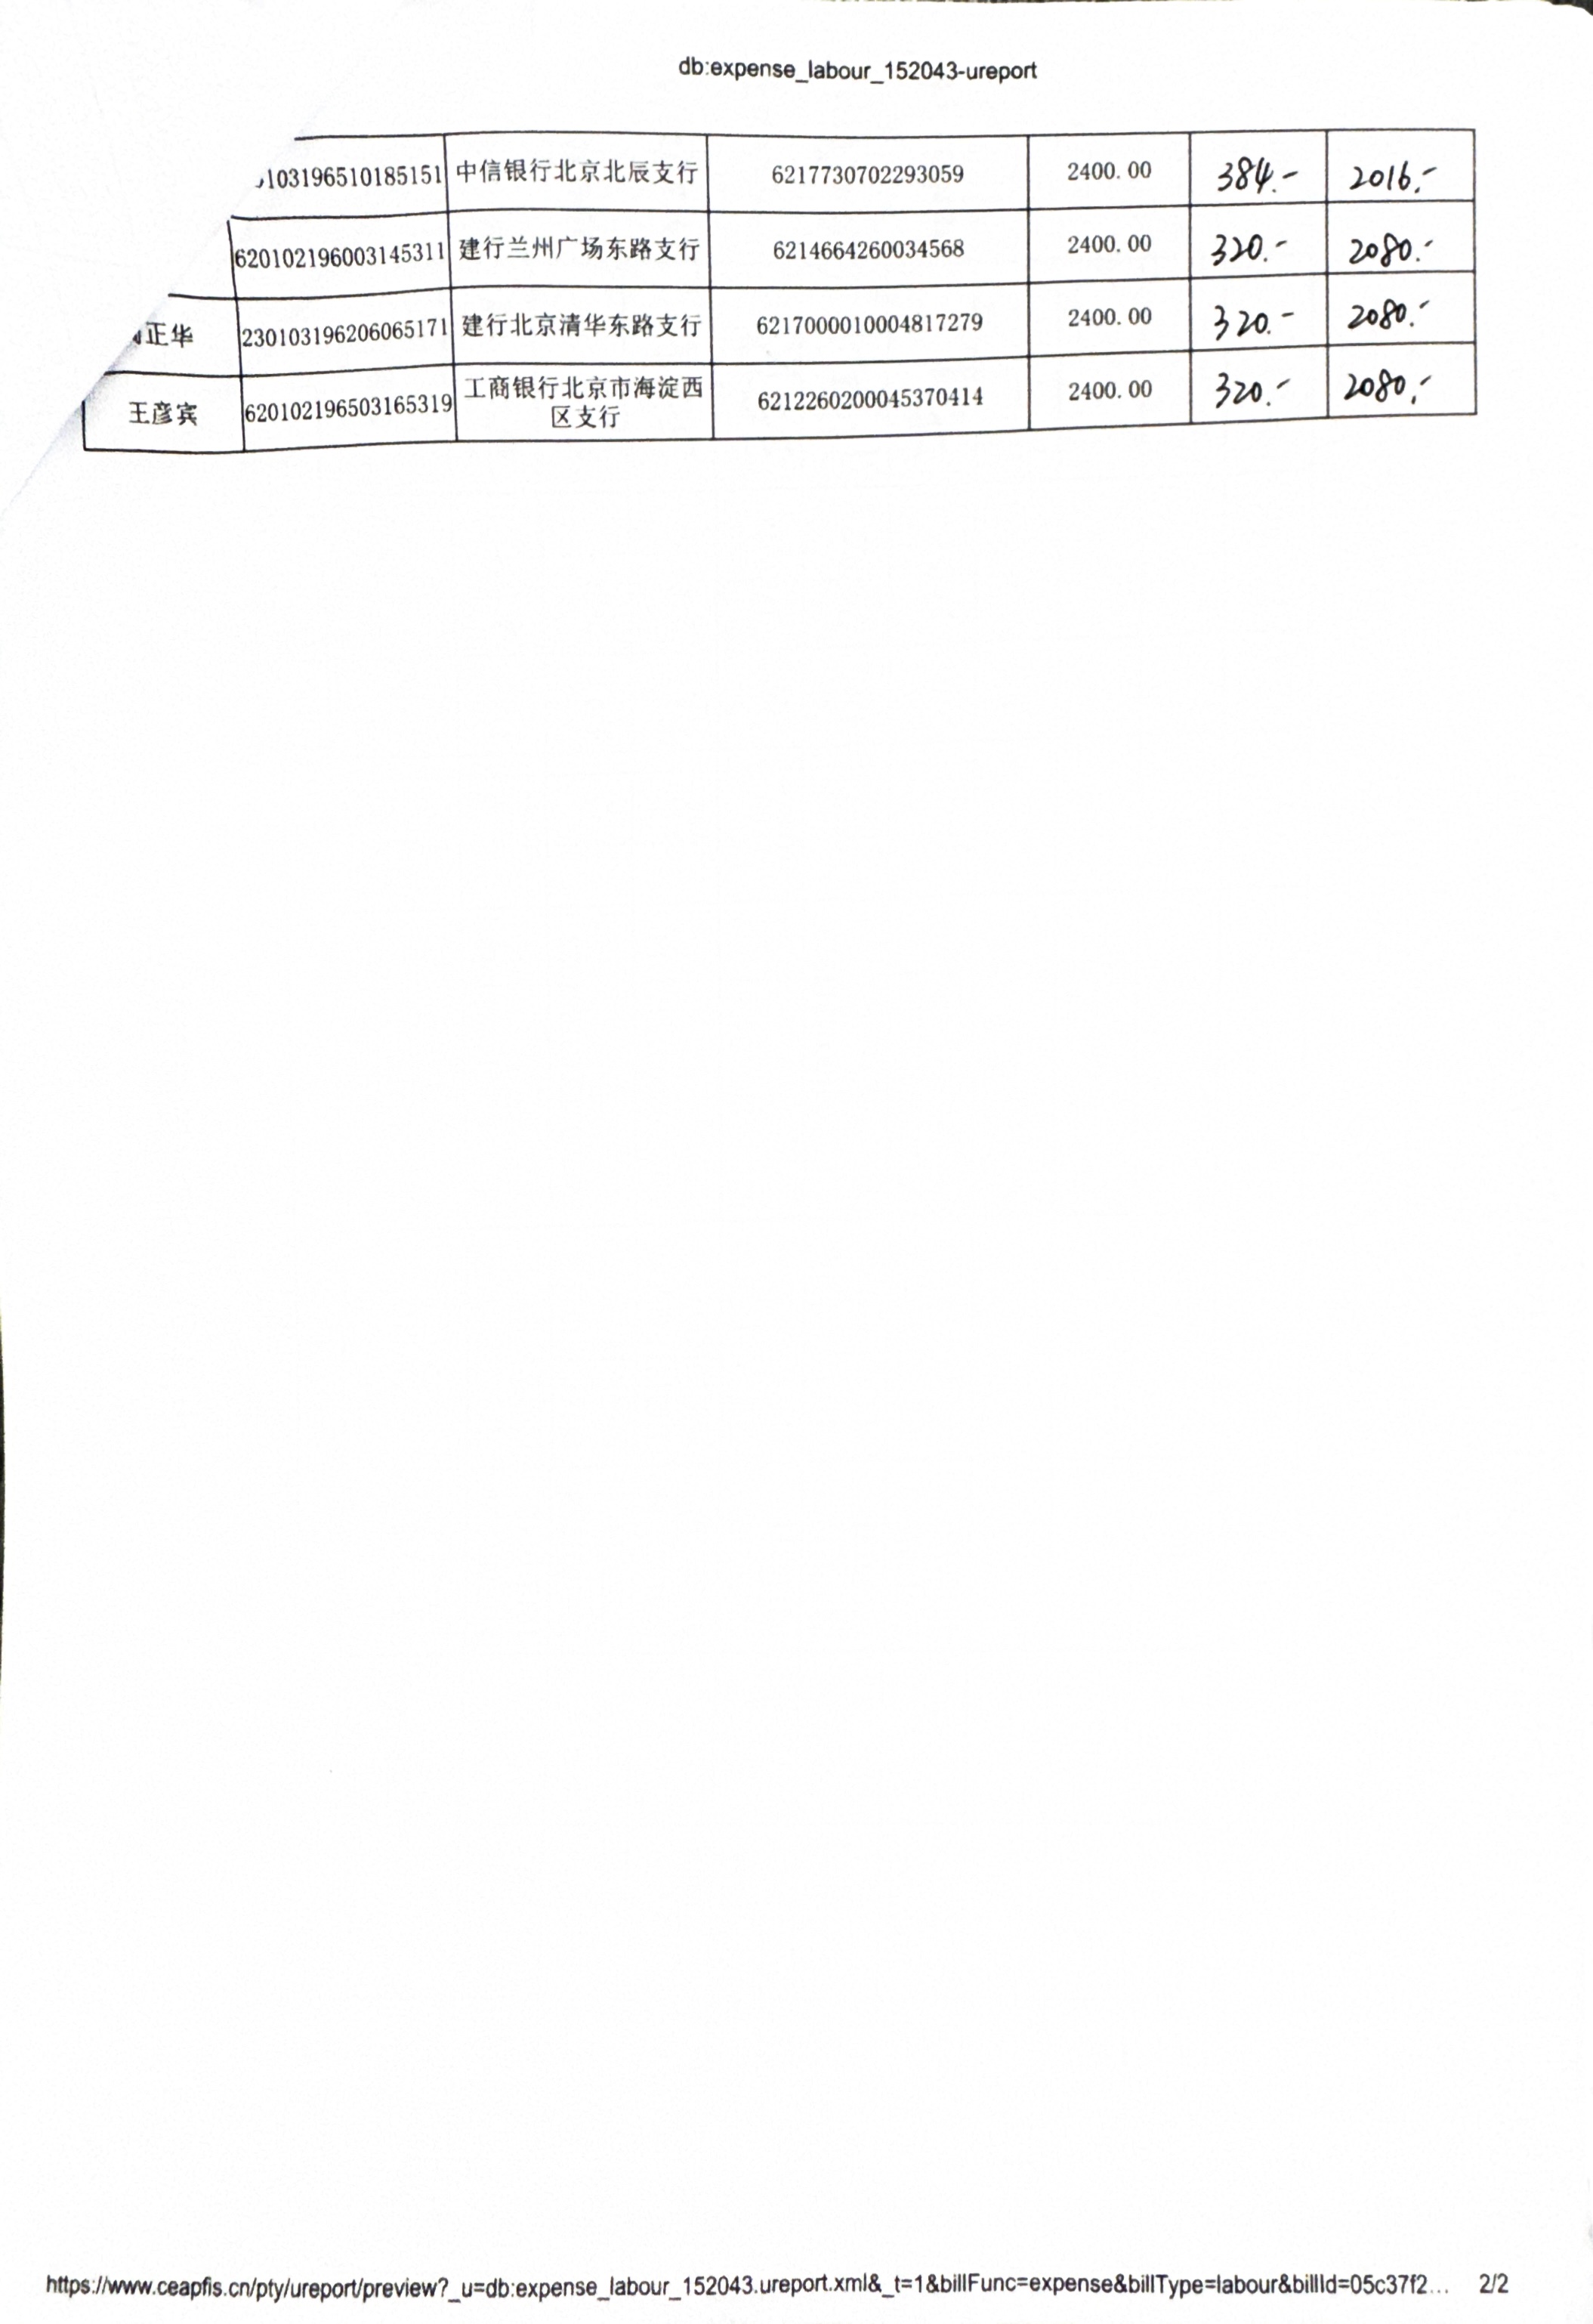 db:expense_labour_152043-ureport
103196510185151 中信银行北京北辰支行 6217730702293059 2400.00 384.- 2016.-
620102196003145311 建行兰州广场东路支行 6214664260034568 2400.00 320.- 2080.-
正华 230103196206065171 建行北京清华东路支行 6217000010004817279 2400.00 320.- 2080.-
王彦宾 620102196503165319 工商银行北京市海淀西
区支行 6212260200045370414 2400.00 320.- 2080.-
https://www.ceapfis.cn/pty/ureport/preview?_u=db:expense_labour_152043.ureport.xml&_t=1&billFunc=expense&billType=labour&billId=05c37f2... 2/2